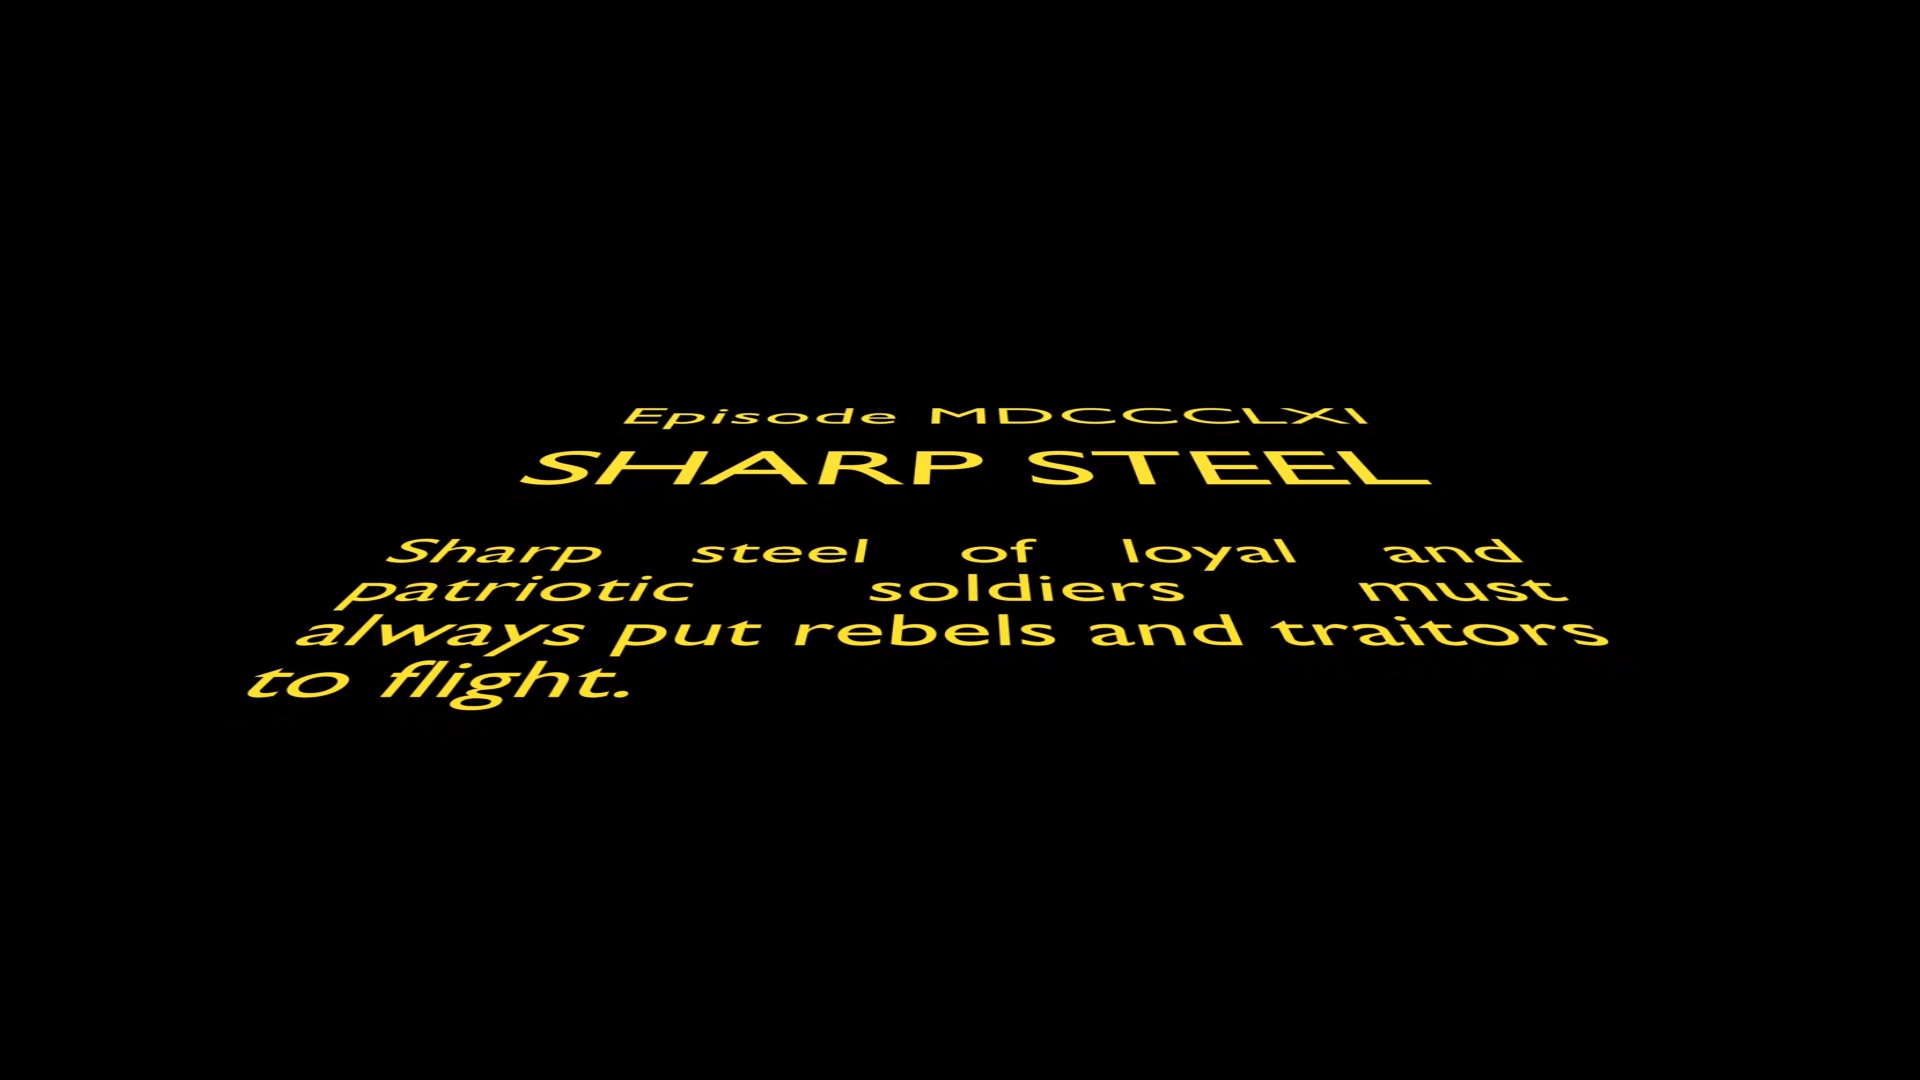 Episode MDCCCLXI
SHARP STEEL
Sharp steel of loyal and
patriotic soldiers must
always put rebels and traitors
to flight.